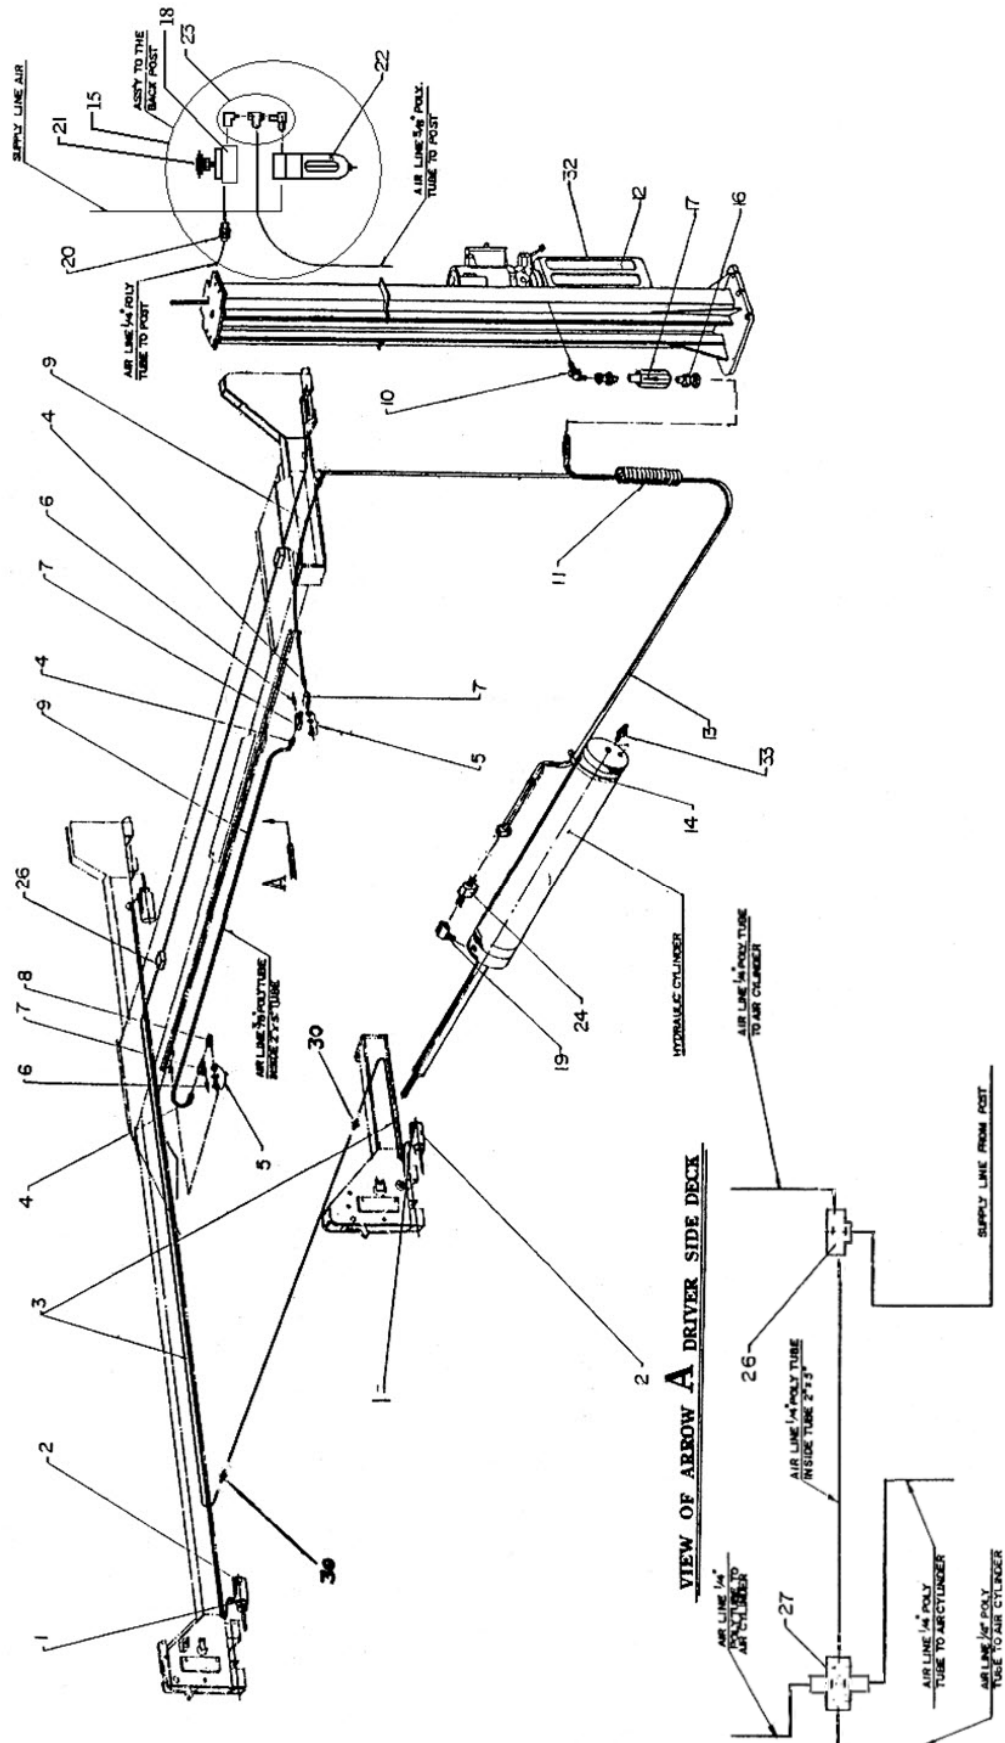 SUPPLY LINE AIR
21
15
ASS'Y TO THE
BACK POST
18
23
22
20
AIR LINE 1/4" POLY
TUBE TO POST
AIR LINE 3/8" POLY.
TUBE TO POST
32
12
17
16
10
9
4
6
7
4
9
7
5
11
13
33
14
A
26
8
7
6
4
5
AIR LINE 3/8 POLY TUBE
INSIDE 2" x 5" TUBE
24
19
HYDRAULIC CYLINDER
30
3
30
2
1
1
2
VIEW OF ARROW A DRIVER SIDE DECK
AIR LINE 1/4" POLY TUBE
TO AIR CYLINDER
26
SUPPLY LINE FROM POST
AIR LINE 1/4" POLY TUBE
INSIDE TUBE 2" x 5"
AIR LINE 1/4"
POLY TUBE TO
AIR CYLINDER
27
AIR LINE 1/4" POLY
TUBE TO AIR CYLINDER
AIR LINE POLY
TUBE TO AIR CYLINDER